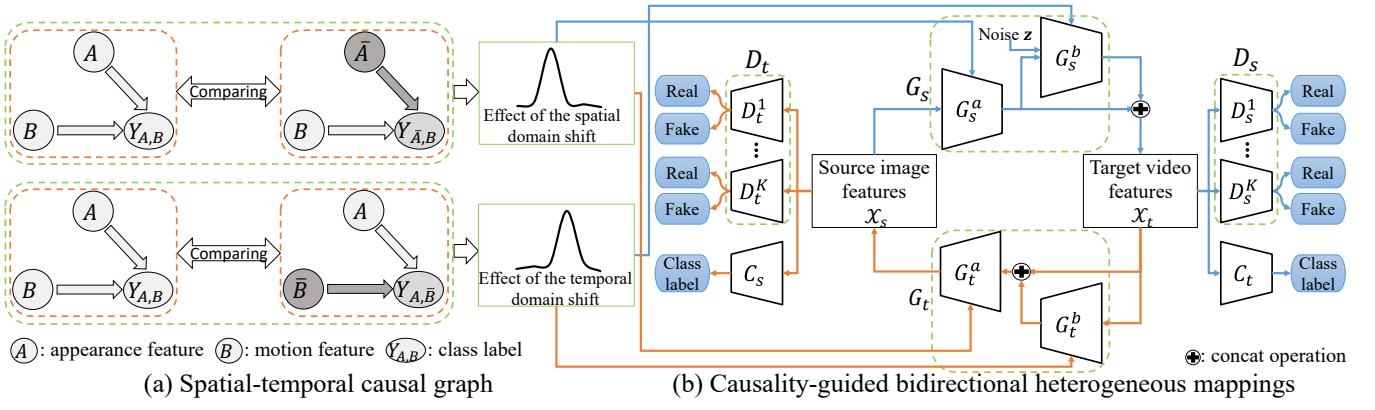 A
B
Y_{A,B}
Comparing
Ā
B
Y_{Ā,B}
A
B
Y_{A,B}
Comparing
A
B̄
Y_{A,B̄}
Effect of the spatial
domain shift
Effect of the temporal
domain shift
A : appearance feature
B : motion feature
Y_{A,B} : class label
(a) Spatial-temporal causal graph
D_t
Real
Fake
D_t^1
...
Real
Fake
D_t^K
Class
label
C_s
Source image
features
𝒳_s
G_s
G_s^a
Noise z
G_s^b
Target video
features
𝒳_t
G_t
G_t^a
G_t^b
D_s
D_s^1
Real
Fake
...
D_s^K
Real
Fake
C_t
Class
label
: concat operation
(b) Causality-guided bidirectional heterogeneous mappings